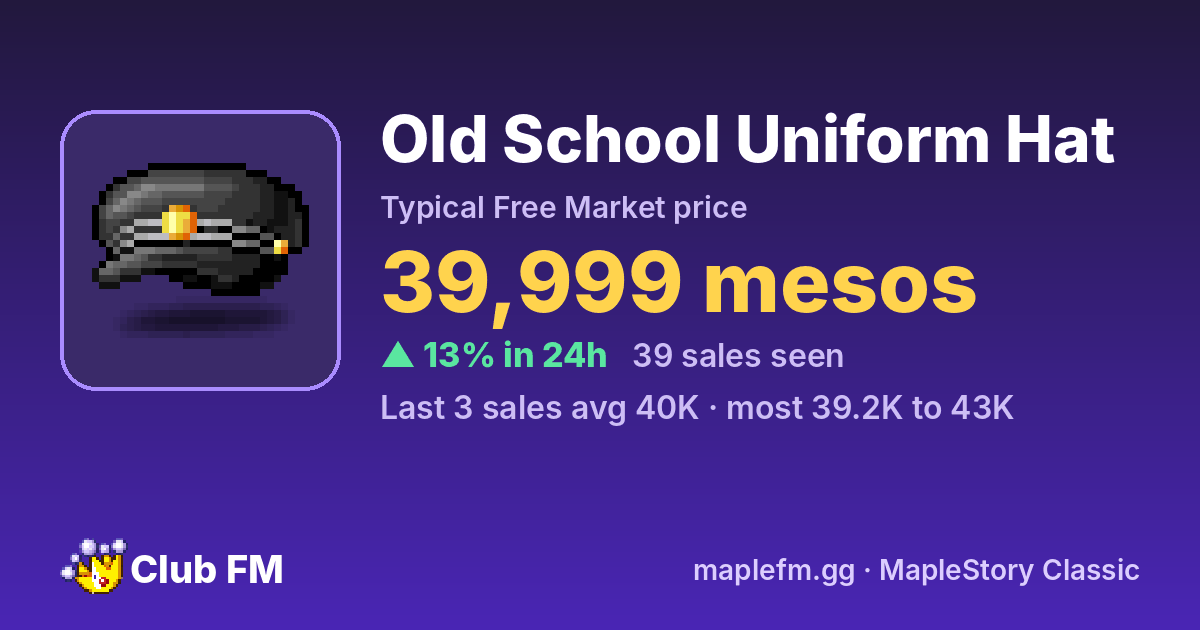 Old School Uniform Hat
Typical Free Market price
39,999 mesos
▲ 13% in 24h 39 sales seen
Last 3 sales avg 40K · most 39.2K to 43K
Club FM
maplefm.gg · MapleStory Classic